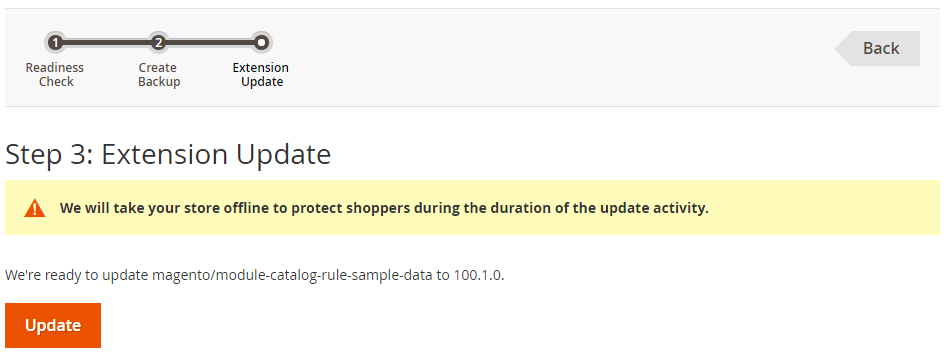 1
2
Back
Readiness
Check
Create
Backup
Extension
Update
Step 3: Extension Update
We will take your store offline to protect shoppers during the duration of the update activity.
We're ready to update magento/module-catalog-rule-sample-data to 100.1.0.
Update